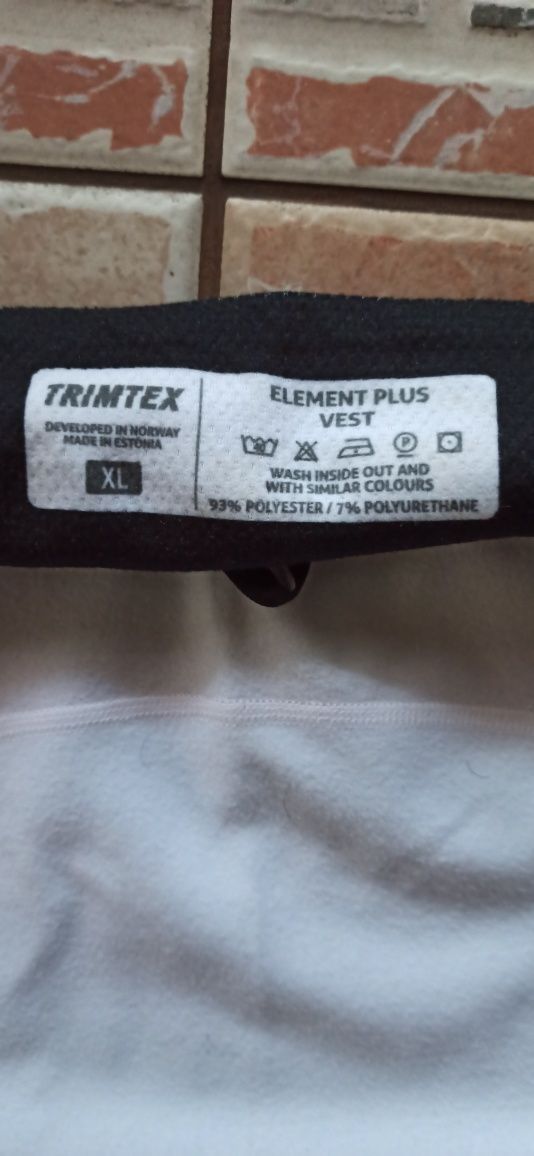 TRIMTEX
DEVELOPED IN NORWAY
MADE IN ESTONIA
XL
ELEMENT PLUS
VEST
WASH INSIDE OUT AND
WITH SIMILAR COLOURS
93% POLYESTER / 7% POLYURETHANE